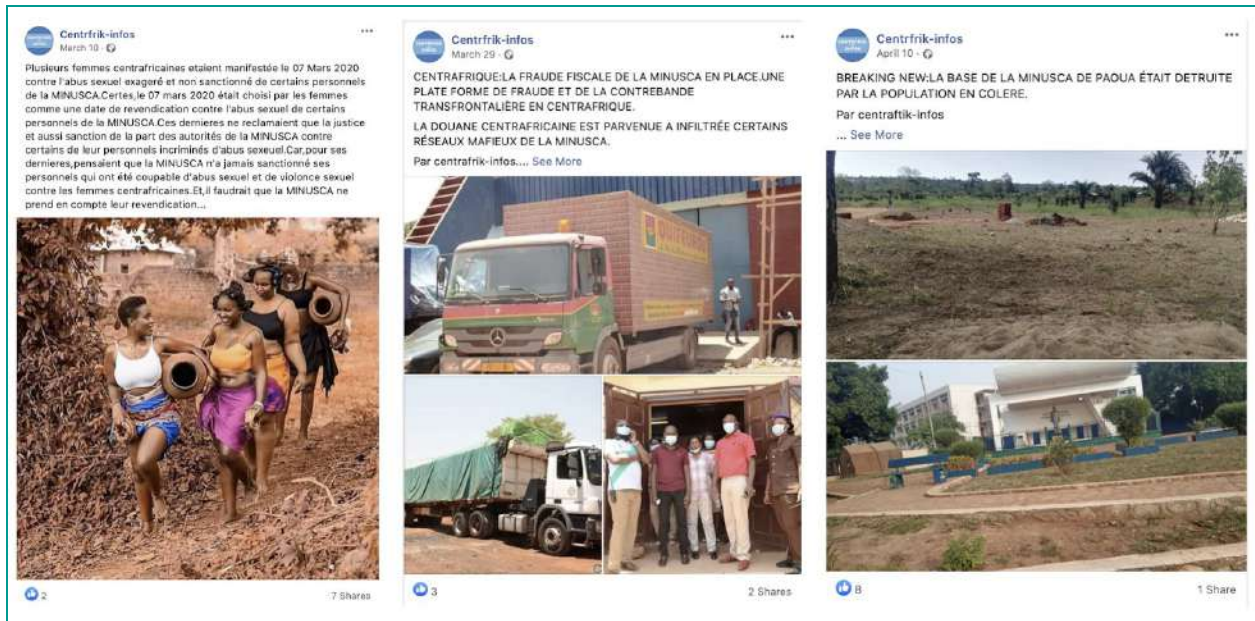 Centrfrik-infos
March 10
Plusieurs femmes centrafricaines etaient manifestée le 07 Mars 2020
contre l'abus sexuel exageré et non sanctionné de certains personnels
de la MINUSCA.Certes,le 07 mars 2020 était choisi par les femmes
comme une date de revendication contre l'abus sexuel de certains
personnels de la MINUSCA.Ces dernieres ne reclamaient que la justice
et aussi sanction de la part des autorités de la MINUSCA contre
certains de leur personnels incriminés d'abus sexeuel.Car,pour ses
dernieres,pensaient que la MINUSCA n'a jamais sanctionné ses
personnels qui ont été coupable d'abus sexuel et de violonce sexuel
contre les femmes centrafricaines.Et,il faudrait que la MINUSCA ne
prend en compte leur revendication...
2
7 Shares
Centrfrik-infos
March 29
CENTRAFRIQUE:LA FRAUDE FISCALE DE LA MINUSCA EN PLACE.UNE
PLATE FORME DE FRAUDE ET DE LA CONTREBANDE
TRANSFRONTALIÈRE EN CENTRAFRIQUE.
LA DOUANE CENTRAFRICAINE EST PARVENUE A INFILTRÉE CERTAINS
RÉSEAUX MAFIEUX DE LA MINUSCA.
Par centrafrik-infos.... See More
3
2 Shares
Centrfrik-infos
April 10
BREAKING NEW:LA BASE DE LA MINUSCA DE PAOUA ÉTAIT DETRUITE
PAR LA POPULATION EN COLERE.
Par centraftik-infos
... See More
8
1 Share